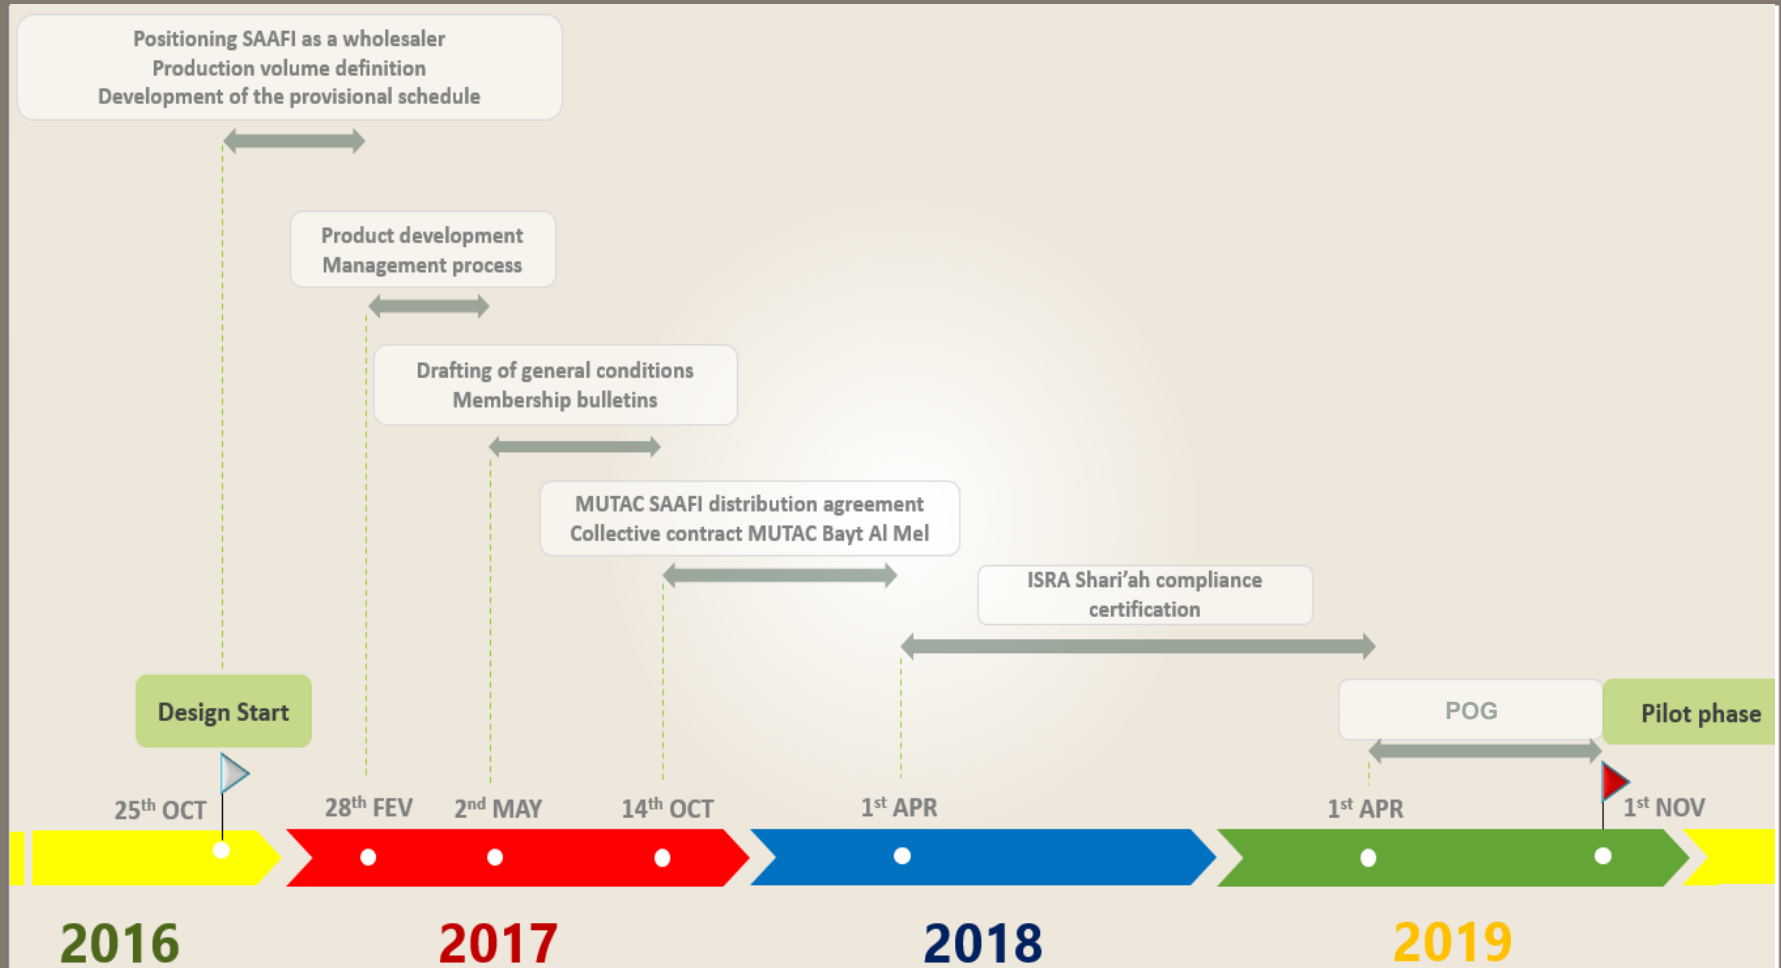 Positioning SAAFI as a wholesaler
Production volume definition
Development of the provisional schedule
Product development
Management process
Drafting of general conditions
Membership bulletins
MUTAC SAAFI distribution agreement
Collective contract MUTAC Bayt Al Mel
ISRA Shari’ah compliance
certification
Design Start
POG
Pilot phase
25th OCT
28th FEV
2nd MAY
14th OCT
1st APR
1st APR
1st NOV
2016
2017
2018
2019